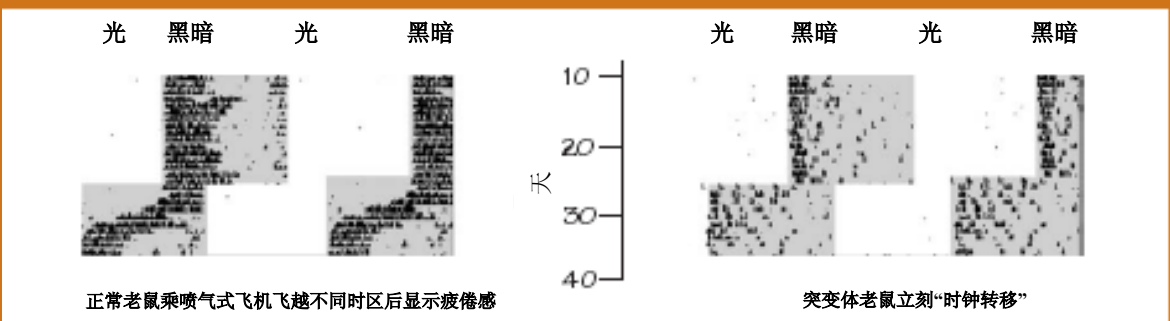 光 黑暗 光 黑暗 光 黑暗 光 黑暗
10
20
天
30
40
正常老鼠乘喷气式飞机飞越不同时区后显示疲倦感
突变体老鼠立刻“时钟转移”